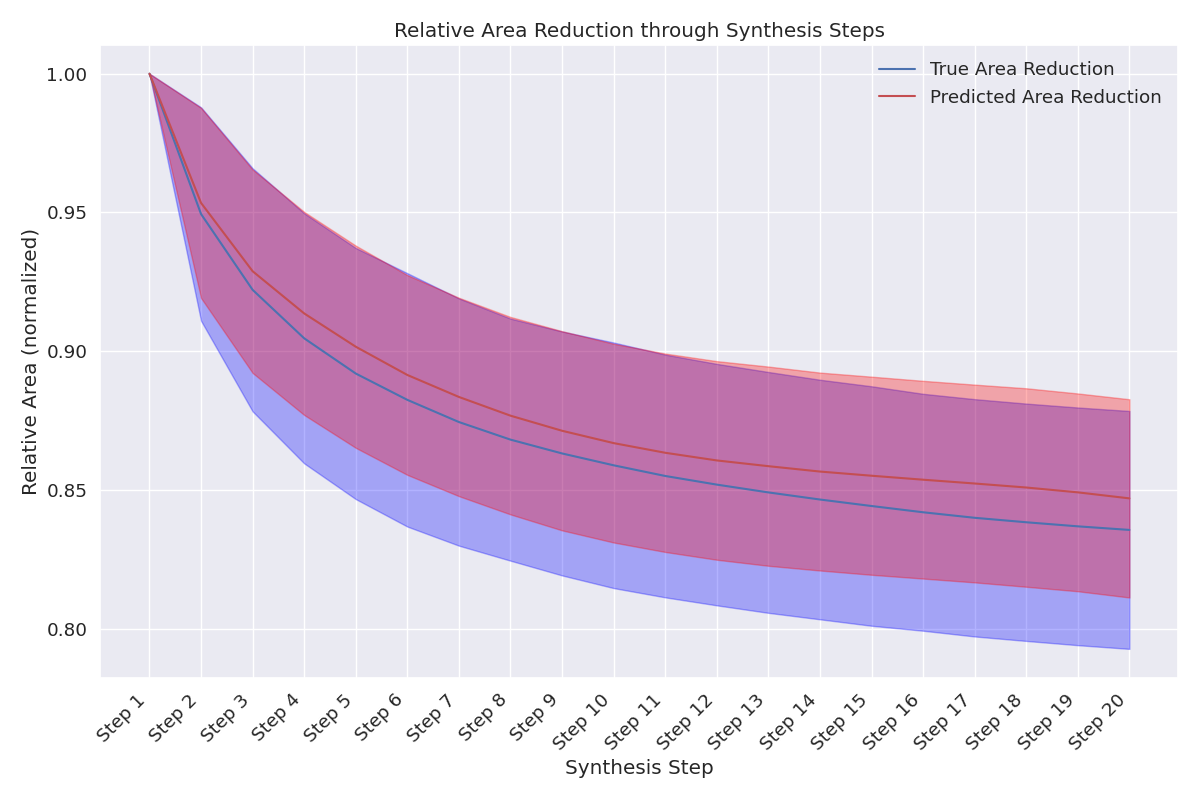 Relative Area Reduction through Synthesis Steps
True Area Reduction
Predicted Area Reduction
Relative Area (normalized)
1.00
0.95
0.90
0.85
0.80
Step 1
Step 2
Step 3
Step 4
Step 5
Step 6
Step 7
Step 8
Step 9
Step 10
Step 11
Step 12
Step 13
Step 14
Step 15
Step 16
Step 17
Step 18
Step 19
Step 20
Synthesis Step